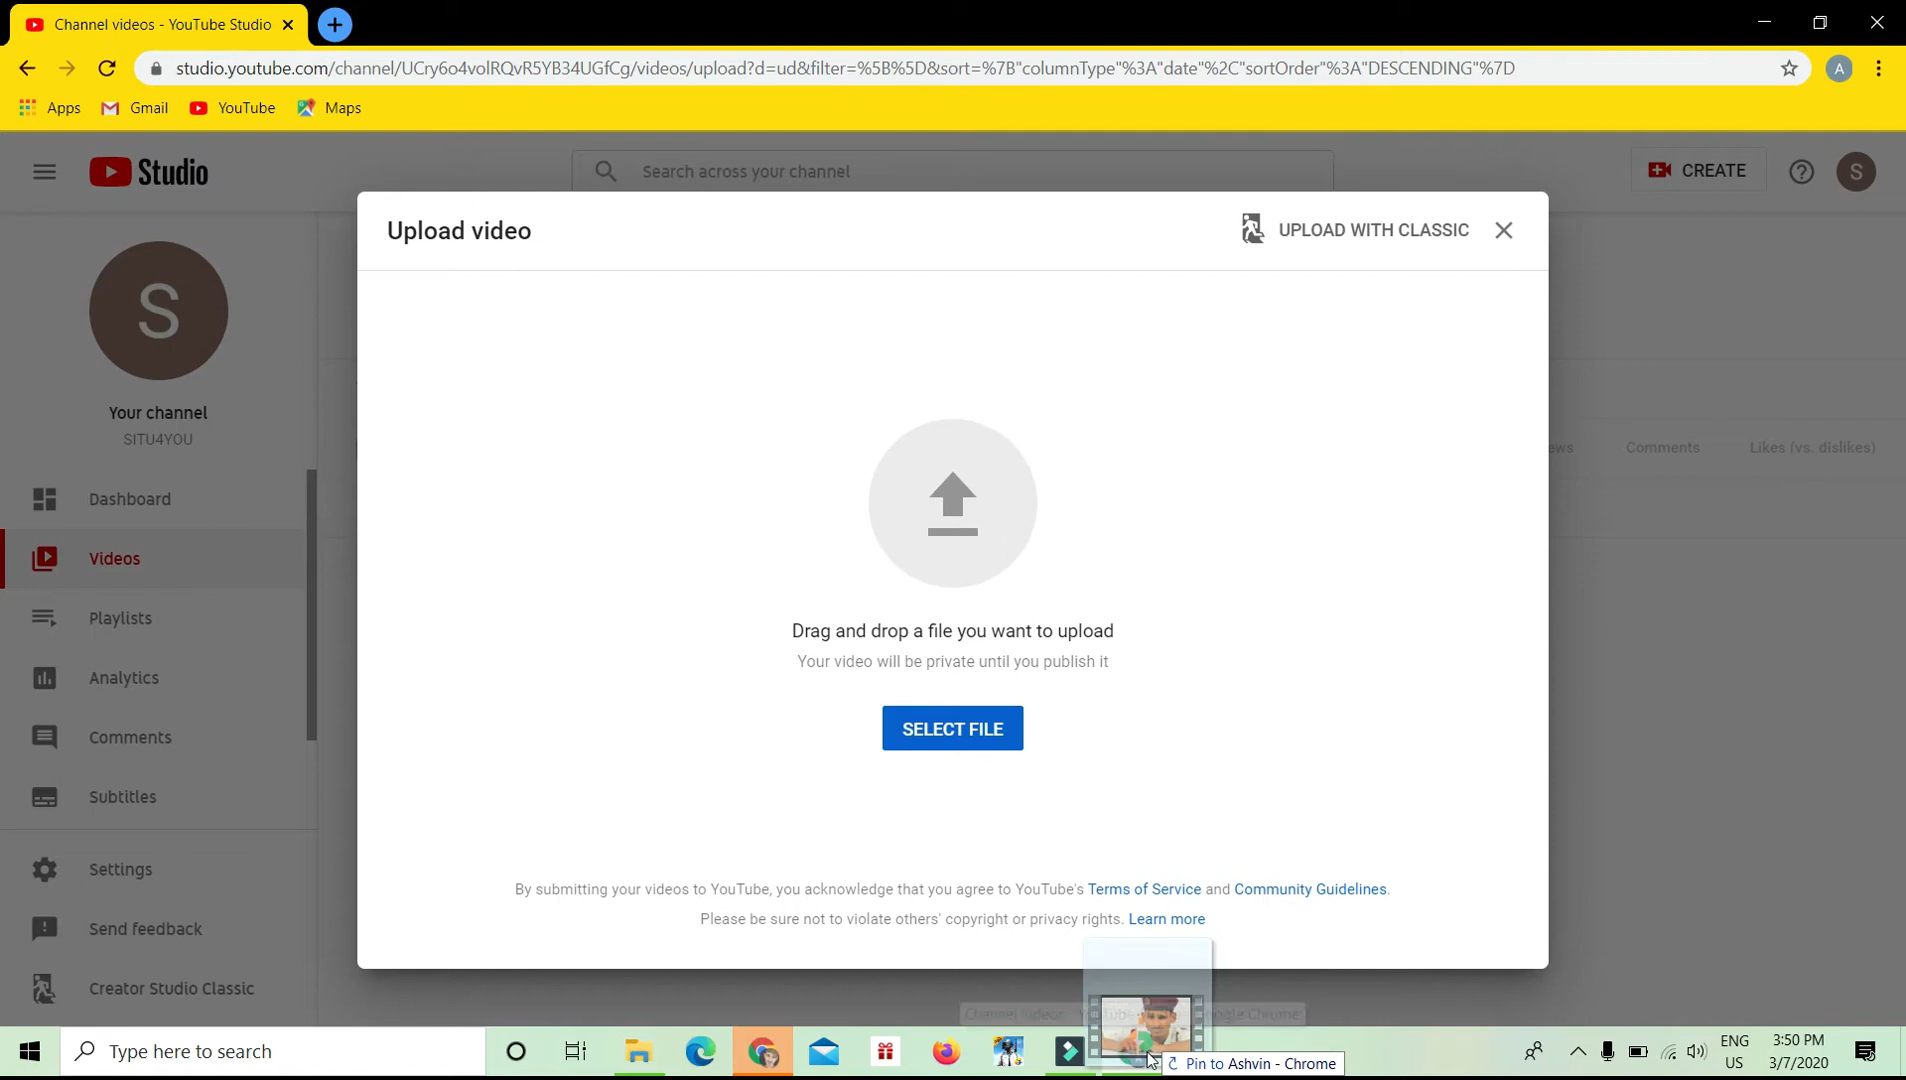 Channel videos - YouTube Studio
studio.youtube.com/channel/UCry6o4volRQvR5YB34UGfCg/videos/upload?d=ud&filter=%5B%5D&sort=%7B"columnType"%3A"date"%2C"sortOrder"%3A"DESCENDING"%7D
A
Apps Gmail YouTube Maps
Studio
Search across your channel
CREATE
S
Upload video
UPLOAD WITH CLASSIC
S
Your channel
SITU4YOU
Comments Likes (vs. dislikes)
Dashboard
Videos
Playlists
Analytics
Comments
Subtitles
Settings
Send feedback
Creator Studio Classic
Drag and drop a file you want to upload
Your video will be private until you publish it
SELECT FILE
By submitting your videos to YouTube, you acknowledge that you agree to YouTube's Terms of Service and Community Guidelines.
Please be sure not to violate others' copyright or privacy rights. Learn more
Type here to search
Pin to Ashvin - Chrome
ENG
US
3:50 PM
3/7/2020